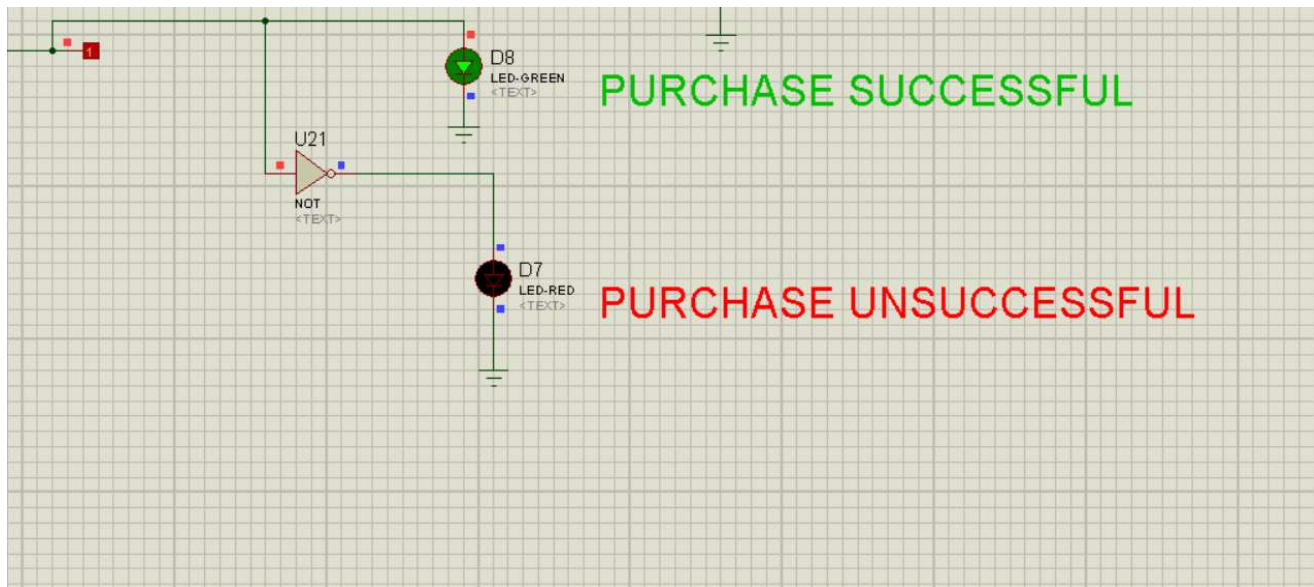 1
D8
LED-GREEN
<TEXT>
PURCHASE SUCCESSFUL
U21
NOT
<TEXT>
D7
LED-RED
<TEXT>
PURCHASE UNSUCCESSFUL